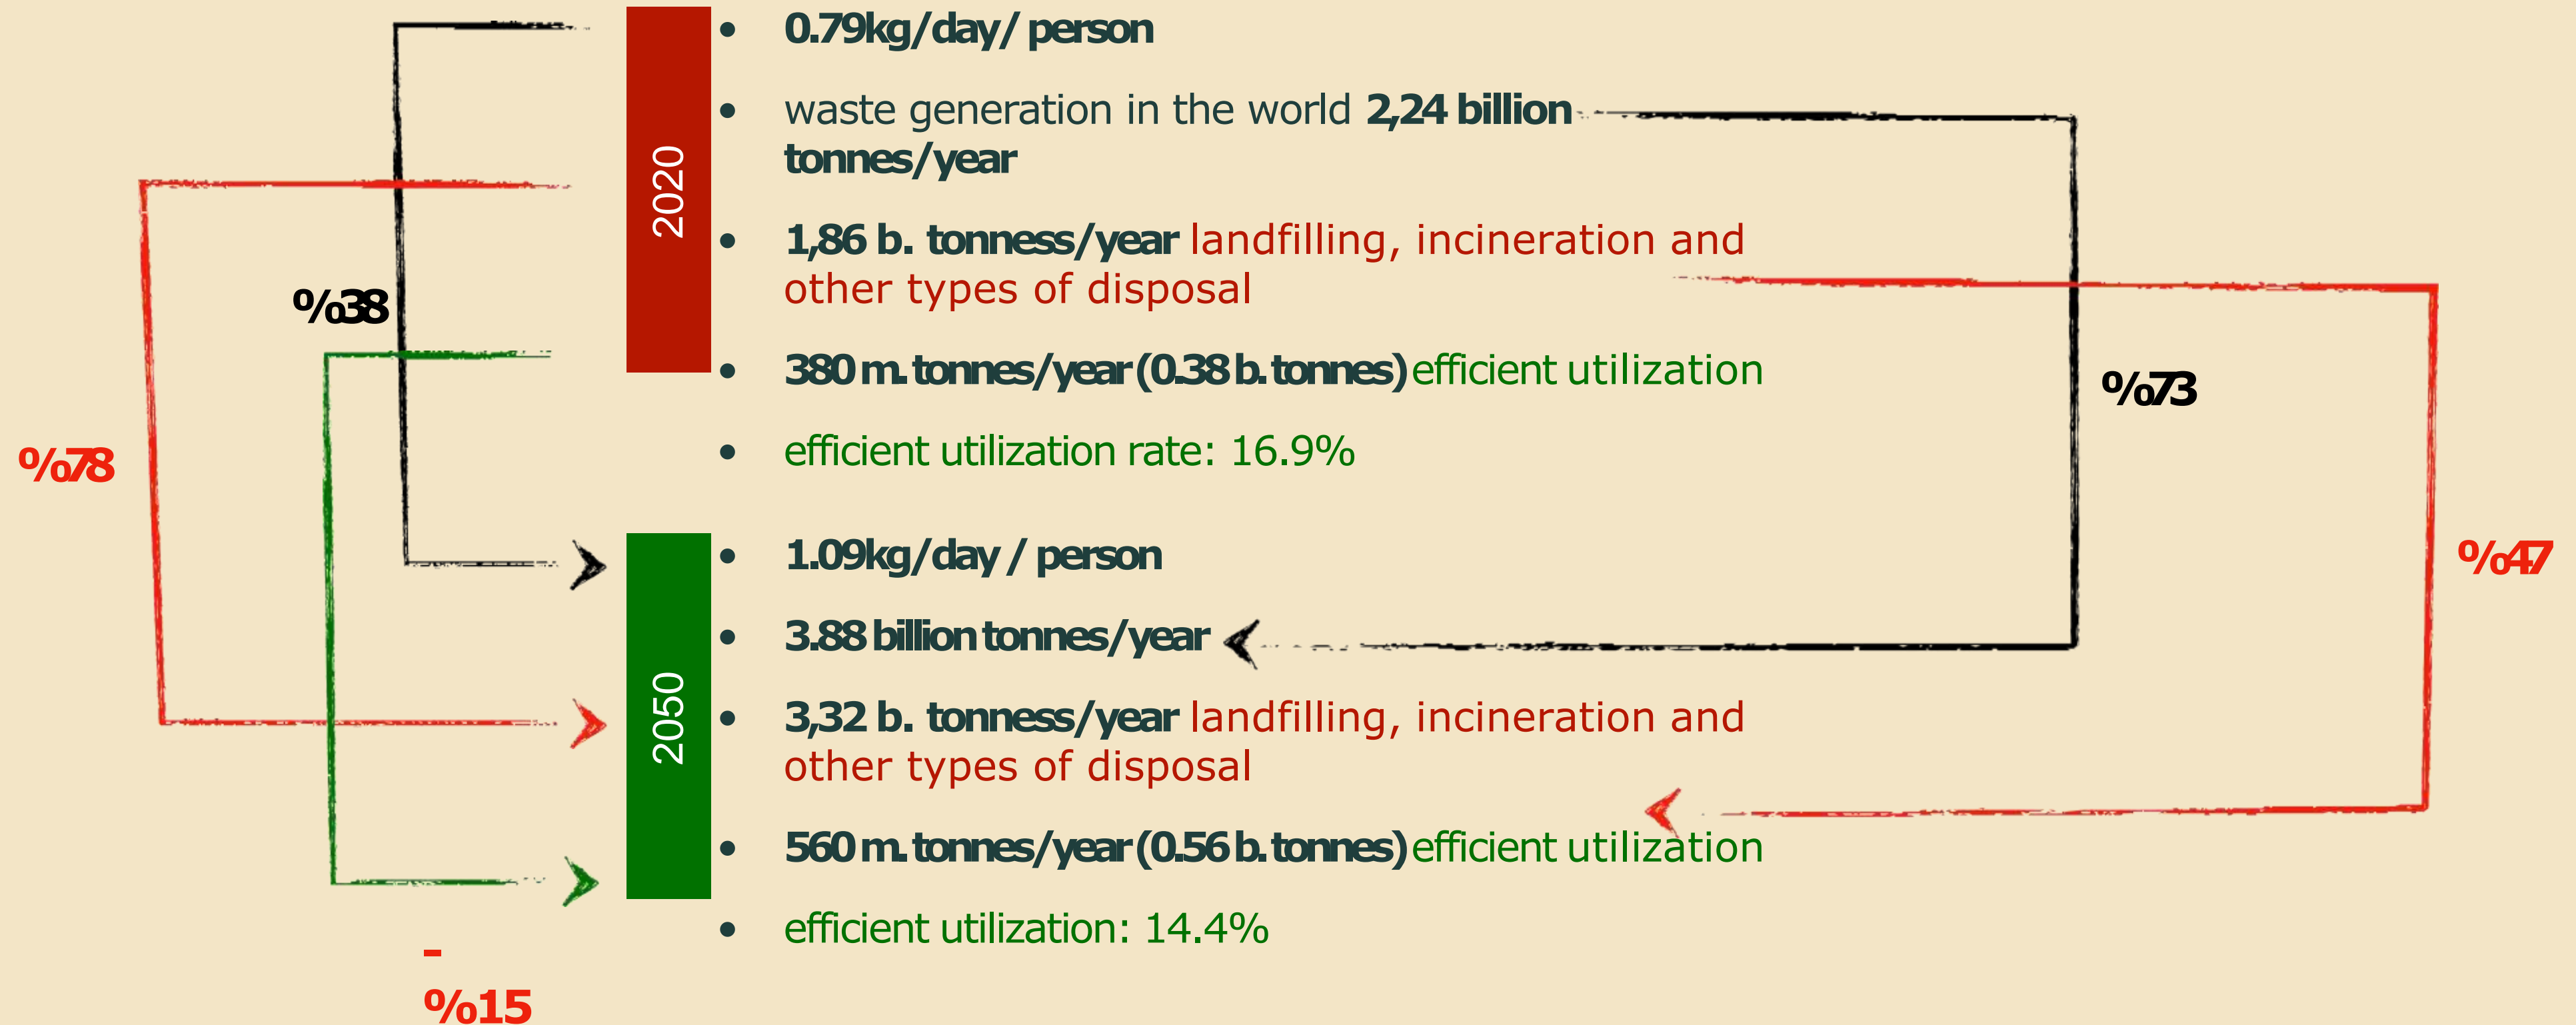 0.79kg/day/ person
waste generation in the world 2,24 billion
tonnes/year
2020
1,86 b. tonness/year landfilling, incineration and
other types of disposal
%38
380 m. tonnes/year (0.38 b. tonnes) efficient utilization
%73
efficient utilization rate: 16.9%
%78
1.09kg/day / person
%47
3.88 billion tonnes/year
2050
3,32 b. tonness/year landfilling, incineration and
other types of disposal
560 m. tonnes/year (0.56 b. tonnes) efficient utilization
efficient utilization: 14.4%
-
%15